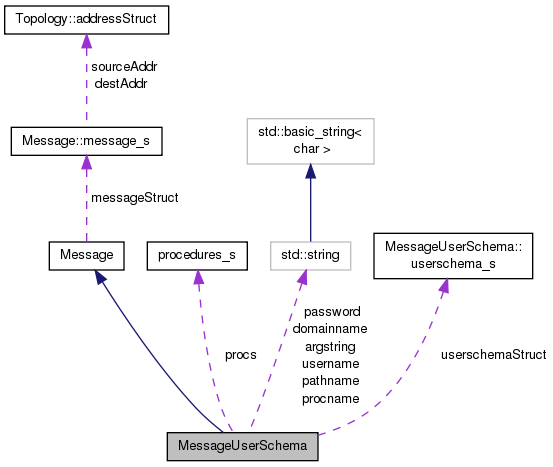 Topology::addressStruct
sourceAddr
destAddr
Message::message_s
std::basic_string<
char >
messageStruct
Message
procedures_s
std::string
MessageUserSchema::
userschema_s
password
domainname
argstring
username
pathname
procname
procs
userschemaStruct
MessageUserSchema